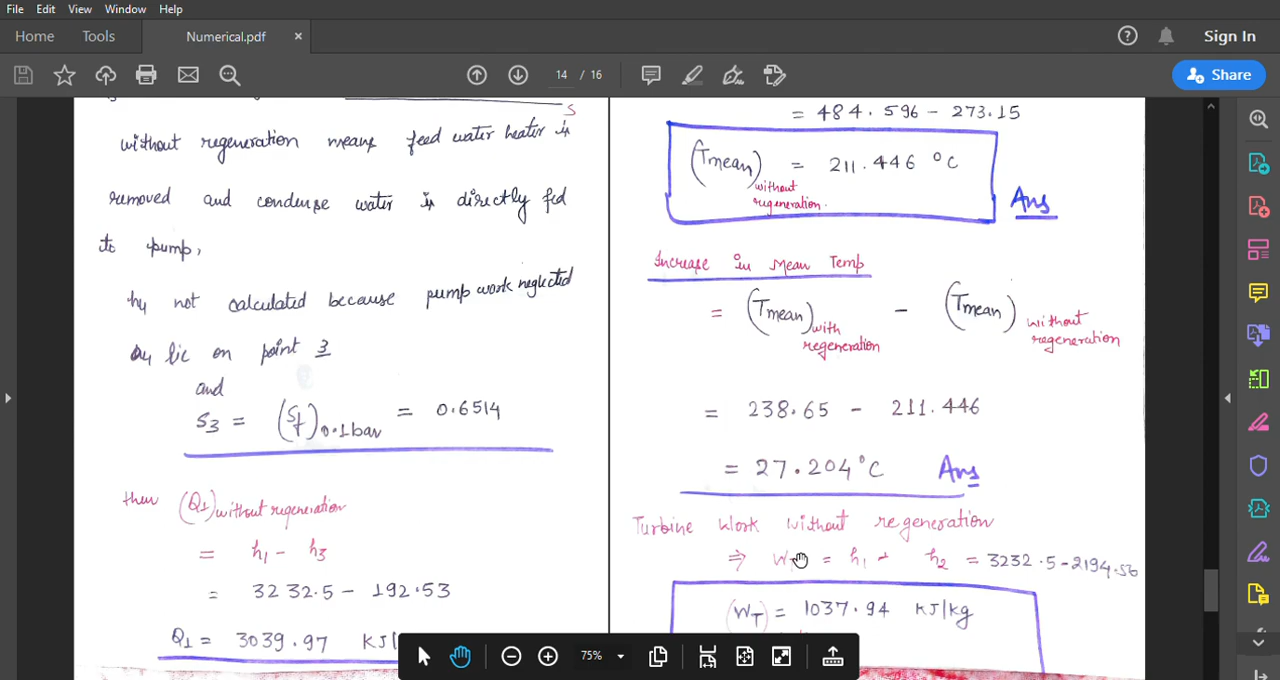 File Edit View Window Help
Home Tools Numerical.pdf × Sign In
14 / 16 Share
without regeneration means feed water heater is
removed and condense water is directly fed
to pump,
h4 not calculated because pump work neglected
lie on point 3
and
S3 = (Sf)0.1bar = 0.6514
then (Q1)without regeneration
= h1 - h3
= 3232.5 - 192.53
Q1 = 3039.97 KJ/
= 484.596 - 273.15
(Tmean)without regeneration. = 211.446 °C
Ans
Increase in Mean Temp
= (Tmean)with regeneration - (Tmean)without regeneration
= 238.65 - 211.446
= 27.204°C Ans
Turbine work without regeneration
⇒ WT = h1 - h2 = 3232.5 - 2194.56
(WT) = 1037.94 KJ/kg
75%